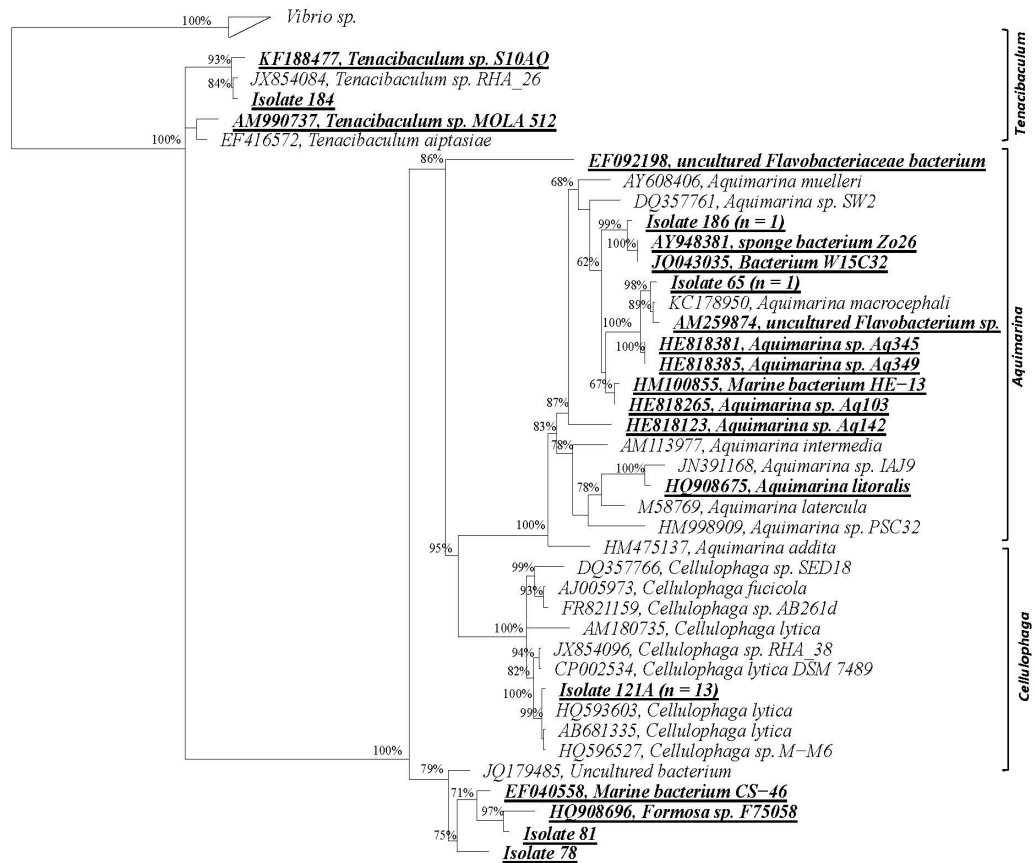 Vibrio sp.
100%
93%
KF188477, Tenacibaculum sp. S10AQ
84%
JX854084, Tenacibaculum sp. RHA_26
Isolate 184
AM990737, Tenacibaculum sp. MOLA 512
100%
EF416572, Tenacibaculum aiptasiae
Tenacibaculum
86%
EF092198, uncultured Flavobacteriaceae bacterium
68%
AY608406, Aquimarina muelleri
DQ357761, Aquimarina sp. SW2
99%
Isolate 186 (n = 1)
100%
AY948381, sponge bacterium Zo26
62%
JQ043035, Bacterium W15C32
98%
Isolate 65 (n = 1)
89%
KC178950, Aquimarina macrocephali
100%
AM259874, uncultured Flavobacterium sp.
100%
HE818381, Aquimarina sp. Aq345
HE818385, Aquimarina sp. Aq349
67%
HM100855, Marine bacterium HE−13
87%
HE818265, Aquimarina sp. Aq103
83%
HE818123, Aquimarina sp. Aq142
78%
AM113977, Aquimarina intermedia
100%
JN391168, Aquimarina sp. IAJ9
78%
HQ908675, Aquimarina litoralis
M58769, Aquimarina latercula
100%
HM998909, Aquimarina sp. PSC32
95%
HM475137, Aquimarina addita
Aquimarina
99%
DQ357766, Cellulophaga sp. SED18
93%
AJ005973, Cellulophaga fucicola
FR821159, Cellulophaga sp. AB261d
100%
AM180735, Cellulophaga lytica
94%
JX854096, Cellulophaga sp. RHA_38
82%
CP002534, Cellulophaga lytica DSM 7489
100%
Isolate 121A (n = 13)
99%
HQ593603, Cellulophaga lytica
AB681335, Cellulophaga lytica
100%
HQ596527, Cellulophaga sp. M−M6
Cellulophaga
79%
JQ179485, Uncultured bacterium
71%
EF040558, Marine bacterium CS−46
97%
HQ908696, Formosa sp. F75058
75%
Isolate 81
Isolate 78